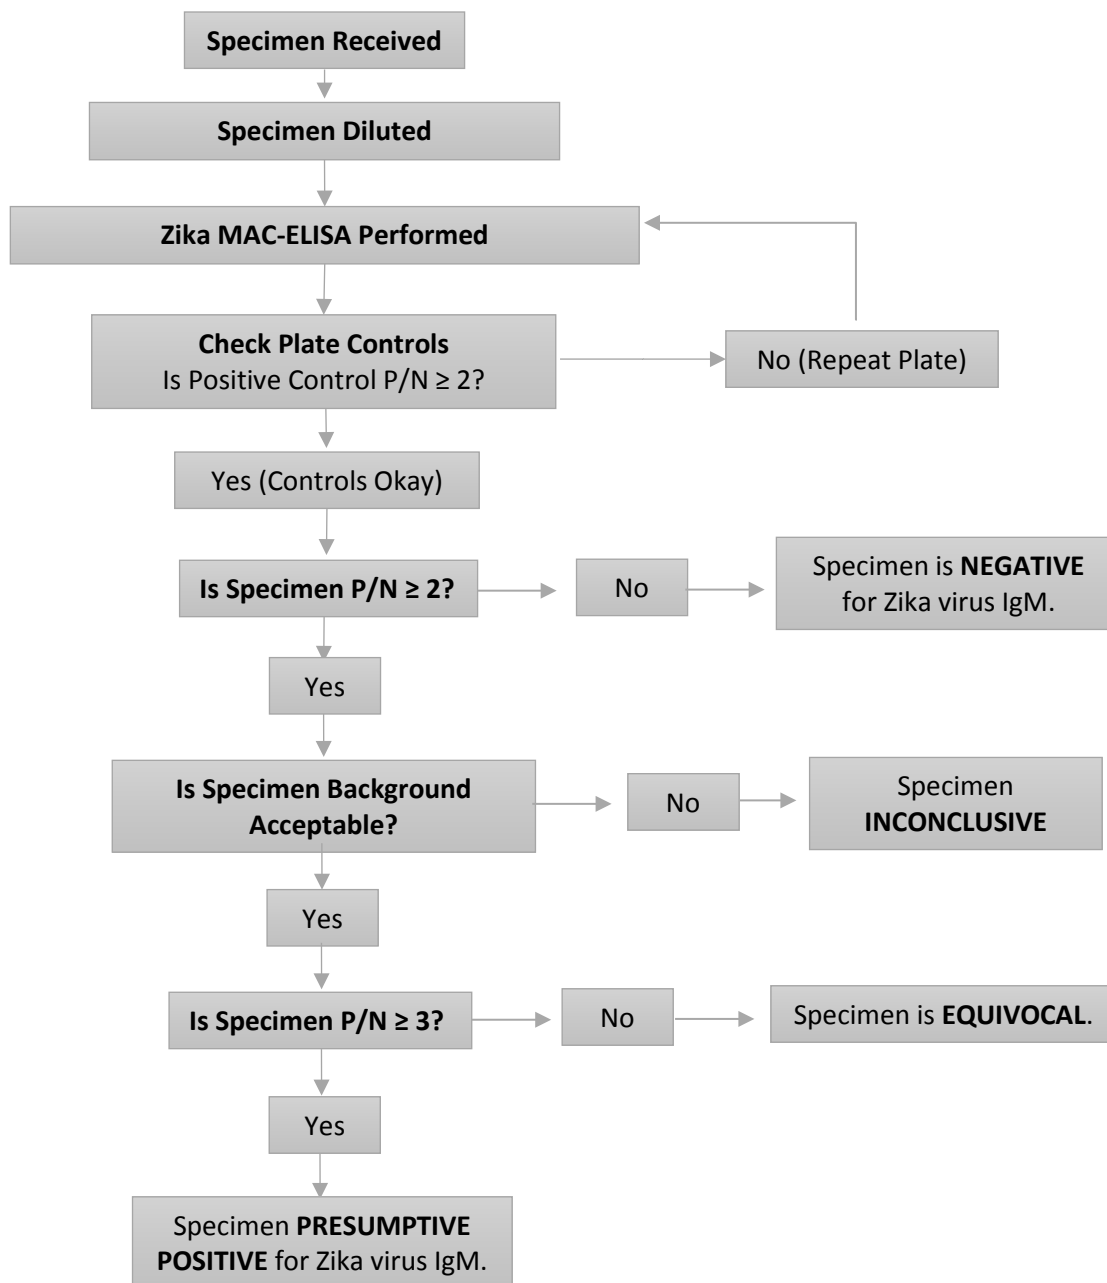 Specimen Received
Specimen Diluted
Zika MAC-ELISA Performed
Check Plate Controls
Is Positive Control P/N ≥ 2?
No (Repeat Plate)
Yes (Controls Okay)
Is Specimen P/N ≥ 2?
No
Specimen is NEGATIVE
for Zika virus IgM.
Yes
Is Specimen Background
Acceptable?
No
Specimen
INCONCLUSIVE
Yes
Is Specimen P/N ≥ 3?
No
Specimen is EQUIVOCAL.
Yes
Specimen PRESUMPTIVE
POSITIVE for Zika virus IgM.